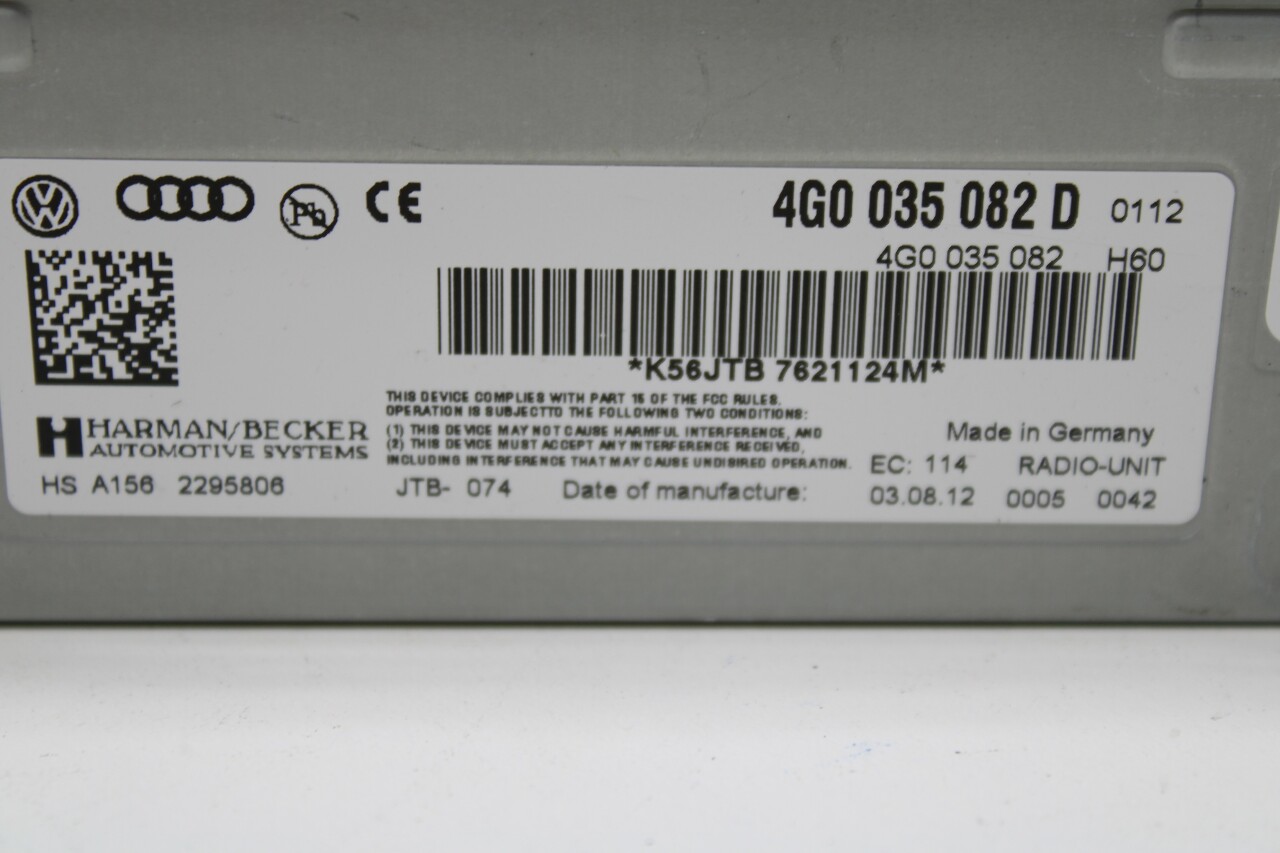 4G0 035 082 D 0112
4G0 035 082 H60
*K56JTB 7621124M*
THIS DEVICE COMPLIES WITH PART 15 OF THE FCC RULES.
OPERATION IS SUBJECTTO THE FOLLOWING TWO CONDITIONS:
(1) THIS DEVICE MAY NOT CAUSE HARMFUL INTERFERENCE, AND
(2) THIS DEVICE MUST ACCEPT ANY INTERFERENCE RECEIVED,
INCLUDING INTERFERENCE THAT MAY CAUSE UNDISIRED OPERATION.
HARMAN/BECKER
AUTOMOTIVE SYSTEMS
Made in Germany
EC: 114 RADIO-UNIT
HS A156 2295806 JTB- 074 Date of manufacture: 03.08.12 0005 0042